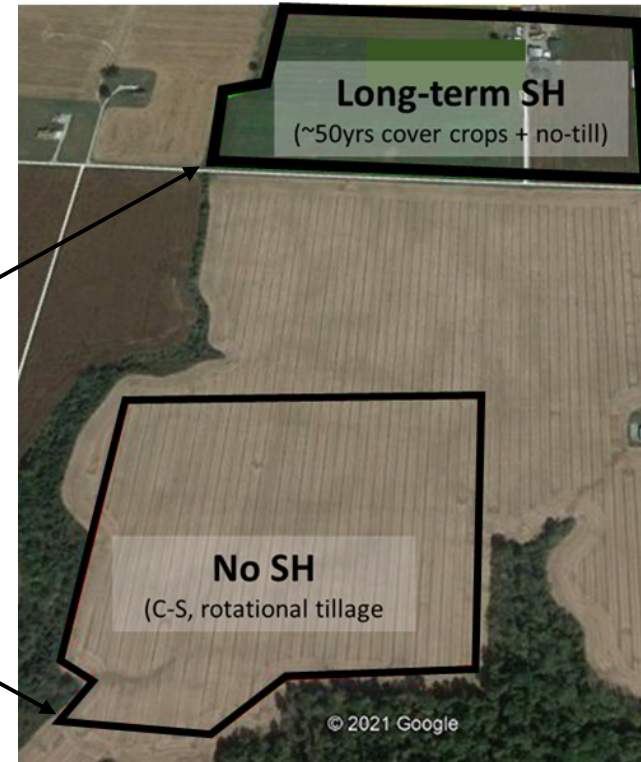 Long-term SH
(~50yrs cover crops + no-till)
No SH
(C-S, rotational tillage
© 2021 Google